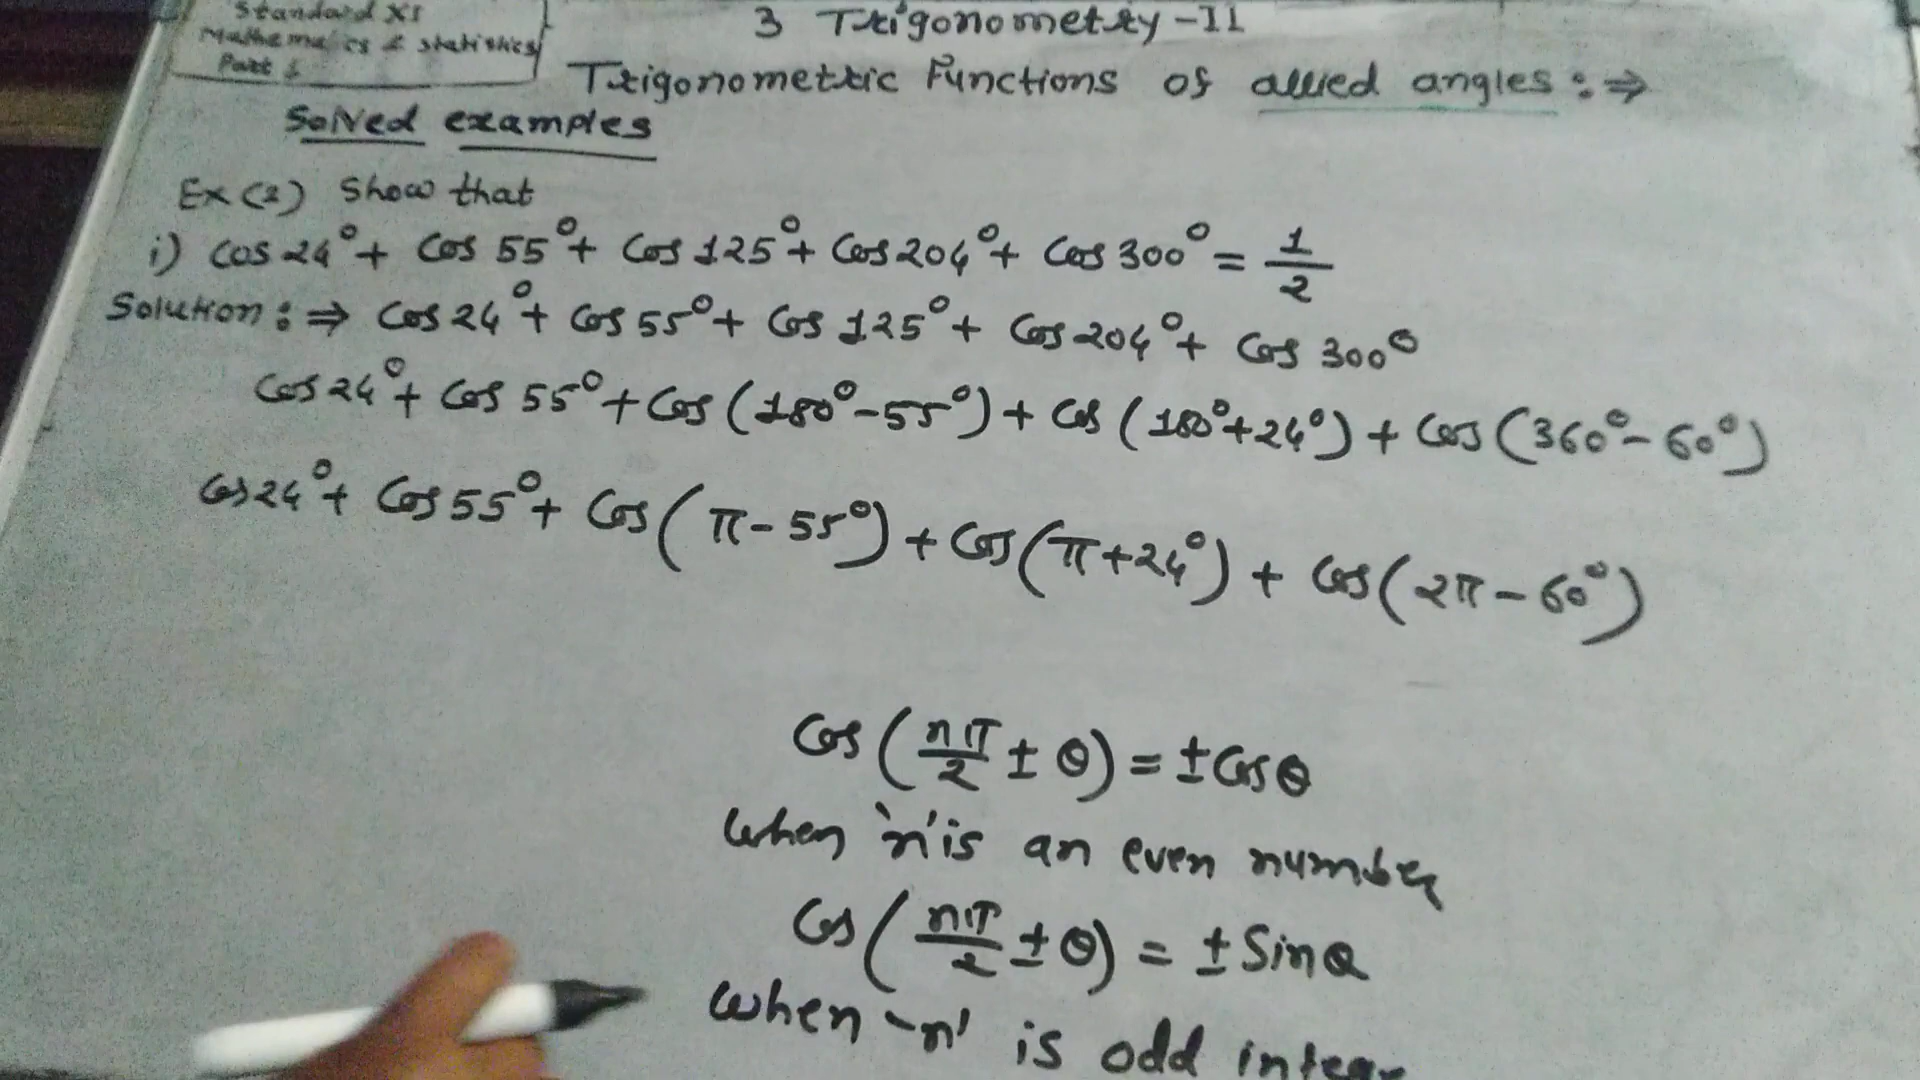 Standard XI
Mathematics & statistics
Part 1
3 Trigonometry-II
Trigonometric Functions of allied angles :⇒
Solved examples
Ex (2) Show that
i) cos 24° + cos 55° + cos 125° + cos 204° + cos 300° = 1/2
Solution :⇒ cos 24° + cos 55° + cos 125° + cos 204° + cos 300°
cos 24° + cos 55° + cos (180° - 55°) + cos (180° + 24°) + cos (360° - 60°)
cos 24° + cos 55° + cos (π - 55°) + cos (π + 24°) + cos (2π - 60°)
cos (nπ/2 ± θ) = ± cos θ
when 'n' is an even number
cos (nπ/2 ± θ) = ± sin θ
when 'n' is odd